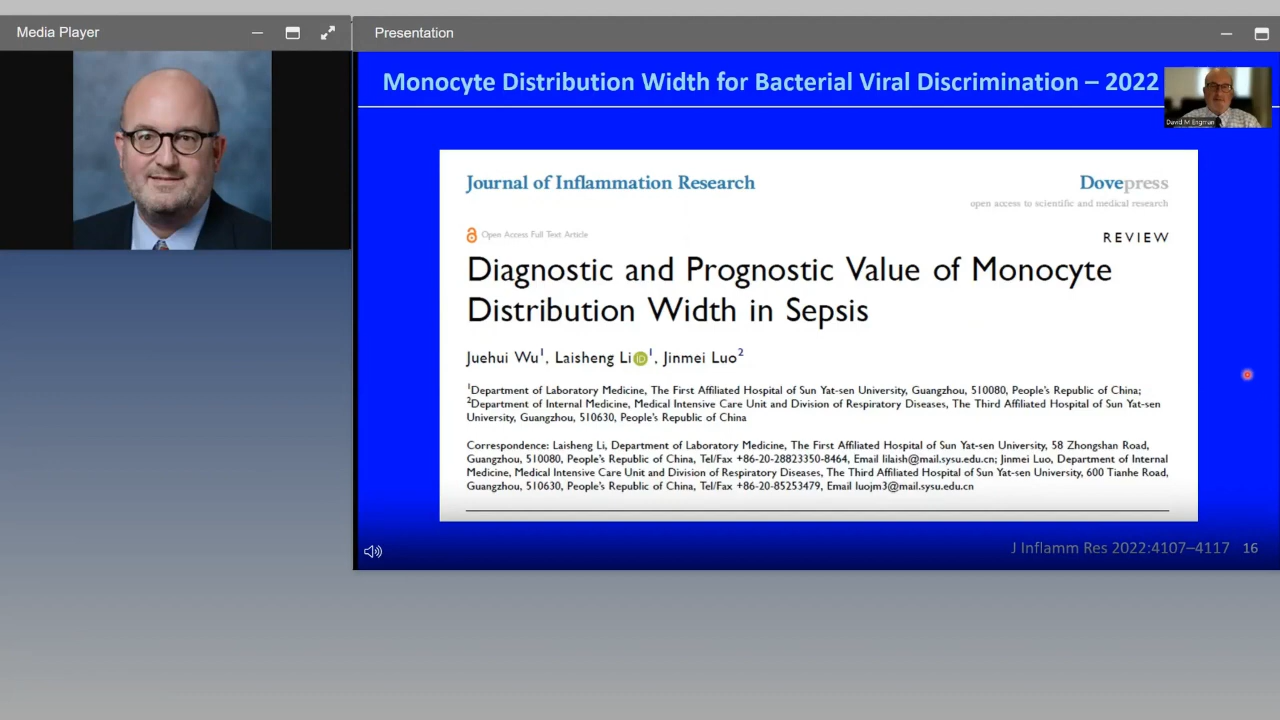 Media Player
Presentation
Monocyte Distribution Width for Bacterial Viral Discrimination – 2022
David M Engman
Journal of Inflammation Research
Dovepress
open access to scientific and medical research
Open Access Full Text Article
REVIEW
Diagnostic and Prognostic Value of Monocyte
Distribution Width in Sepsis
Juehui Wu1, Laisheng Li iD 1, Jinmei Luo2
1Department of Laboratory Medicine, The First Affiliated Hospital of Sun Yat-sen University, Guangzhou, 510080, People's Republic of China;
2Department of Internal Medicine, Medical Intensive Care Unit and Division of Respiratory Diseases, The Third Affiliated Hospital of Sun Yat-sen
University, Guangzhou, 510630, People's Republic of China
Correspondence: Laisheng Li, Department of Laboratory Medicine, The First Affiliated Hospital of Sun Yat-sen University, 58 Zhongshan Road,
Guangzhou, 510080, People's Republic of China, Tel/Fax +86-20-28823350-8464, Email lilaish@mail.sysu.edu.cn; Jinmei Luo, Department of Internal
Medicine, Medical Intensive Care Unit and Division of Respiratory Diseases, The Third Affiliated Hospital of Sun Yat-sen University, 600 Tianhe Road,
Guangzhou, 510630, People's Republic of China, Tel/Fax +86-20-85253479, Email luojm3@mail.sysu.edu.cn
J Inflamm Res 2022:4107–4117 16